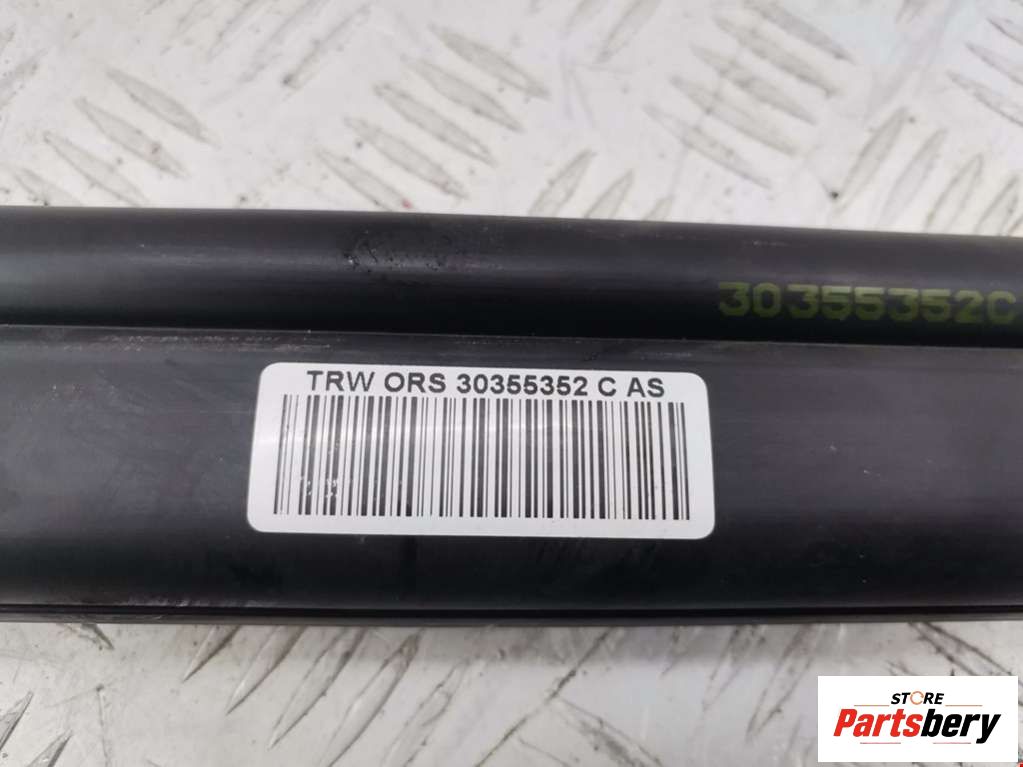 30355352C
TRW ORS 30355352 C AS
STORE
Partsbery